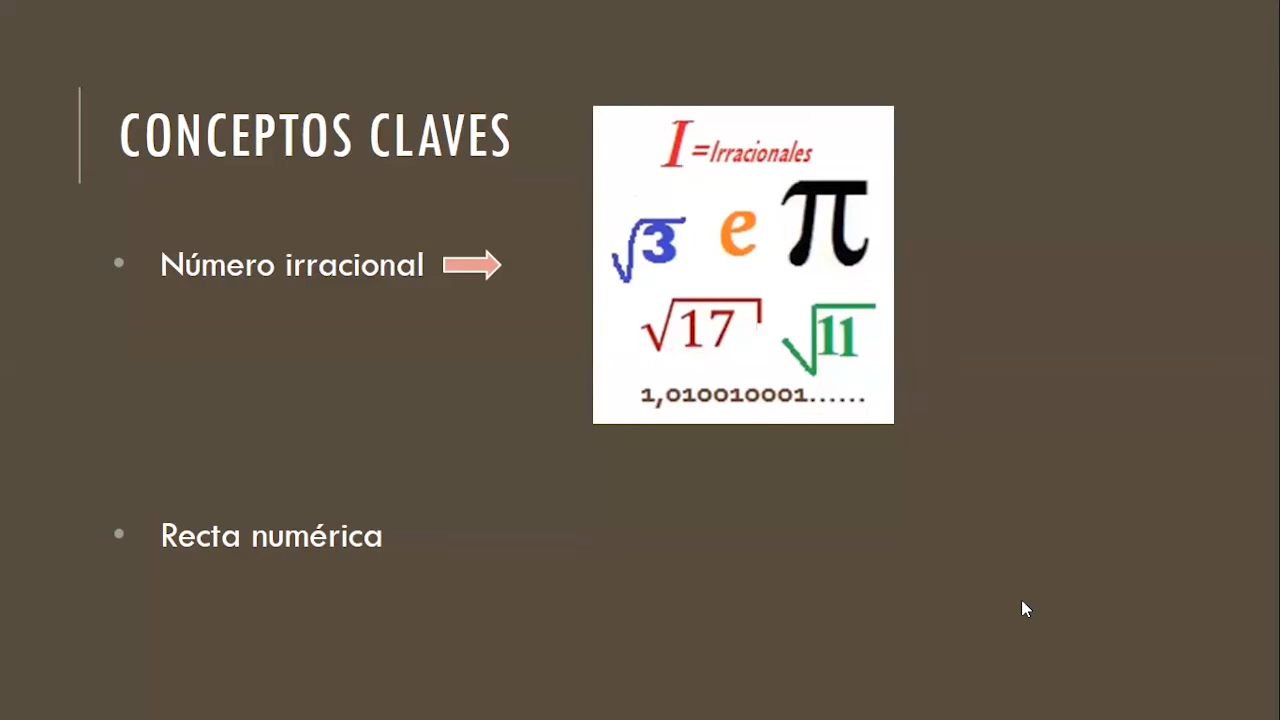 CONCEPTOS CLAVES
Número irracional
I = Irracionales
√3 e π
√17 √11
1,010010001......
Recta numérica